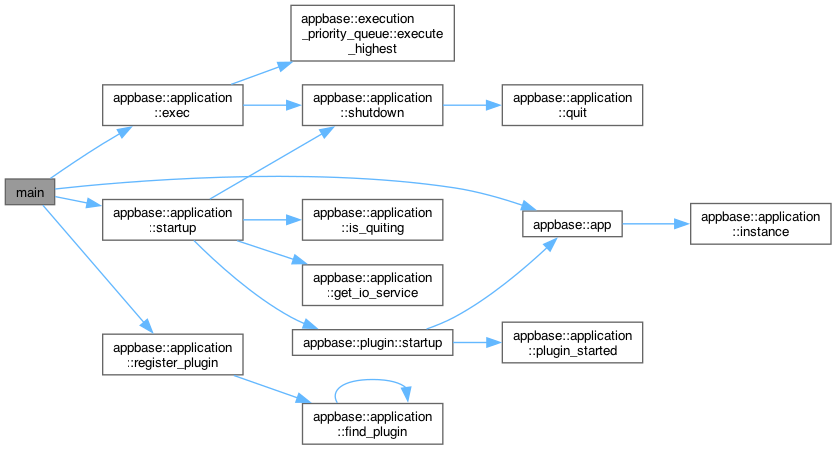 appbase::execution
_priority_queue::execute
_highest
appbase::application
::exec
appbase::application
::shutdown
appbase::application
::quit
main
appbase::application
::startup
appbase::application
::is_quiting
appbase::app
appbase::application
::instance
appbase::application
::get_io_service
appbase::plugin::startup
appbase::application
::plugin_started
appbase::application
::register_plugin
appbase::application
::find_plugin